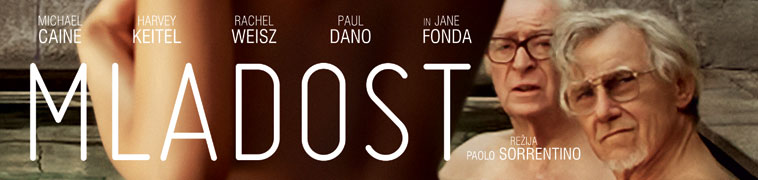 MICHAEL CAINE
HARVEY KEITEL
RACHEL WEISZ
PAUL DANO
IN JANE FONDA
MLADOST
REŽIJA
PAOLO SORRENTINO